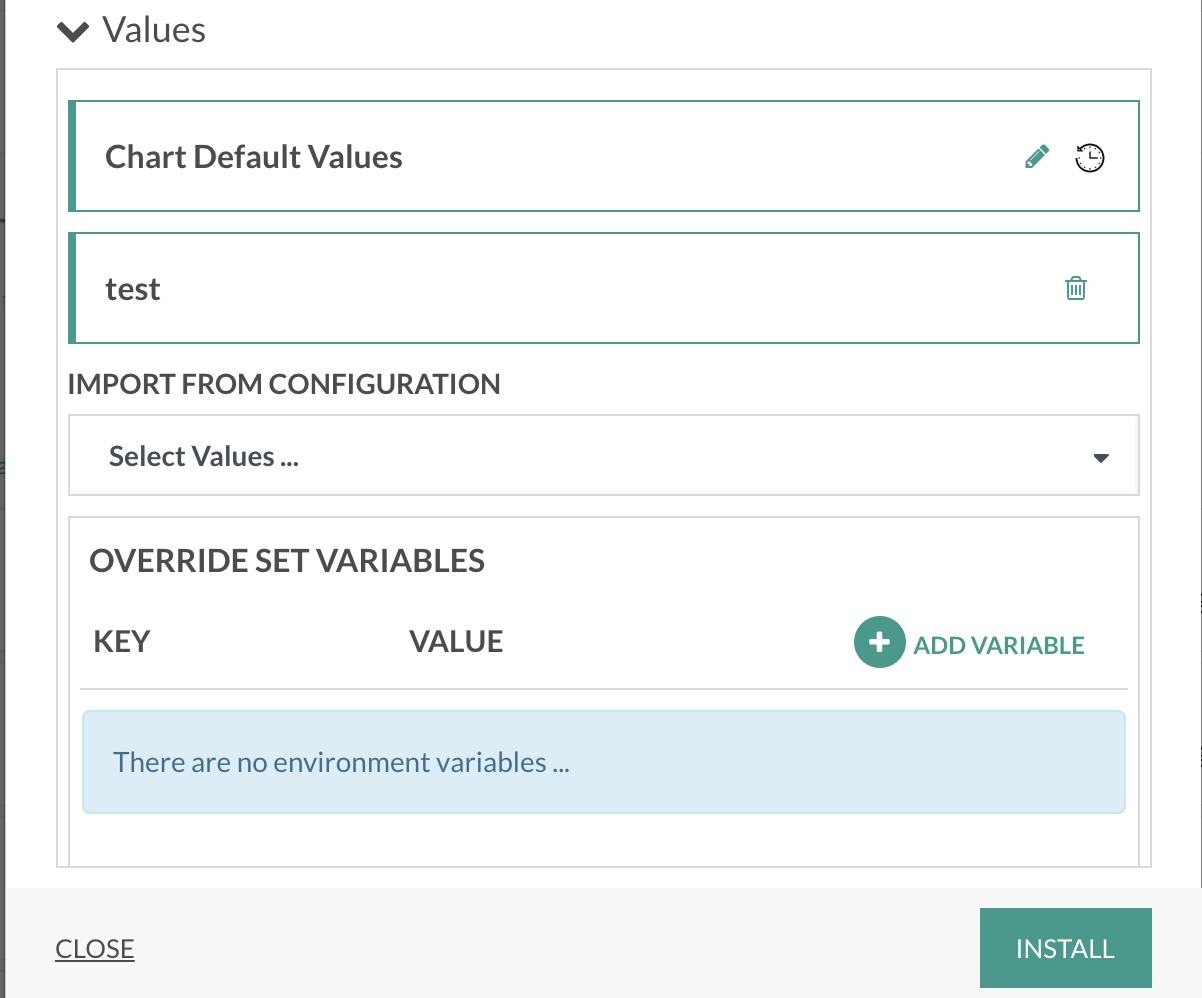 Values
Chart Default Values
test
IMPORT FROM CONFIGURATION
Select Values ...
OVERRIDE SET VARIABLES
KEY VALUE ADD VARIABLE
There are no environment variables ...
CLOSE INSTALL